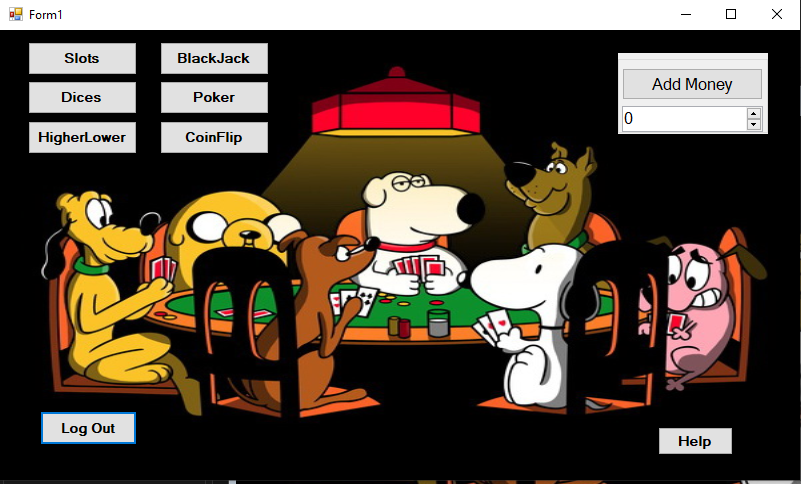 Form1
Slots
BlackJack
Dices
Poker
HigherLower
CoinFlip
Add Money
0
Log Out
Help